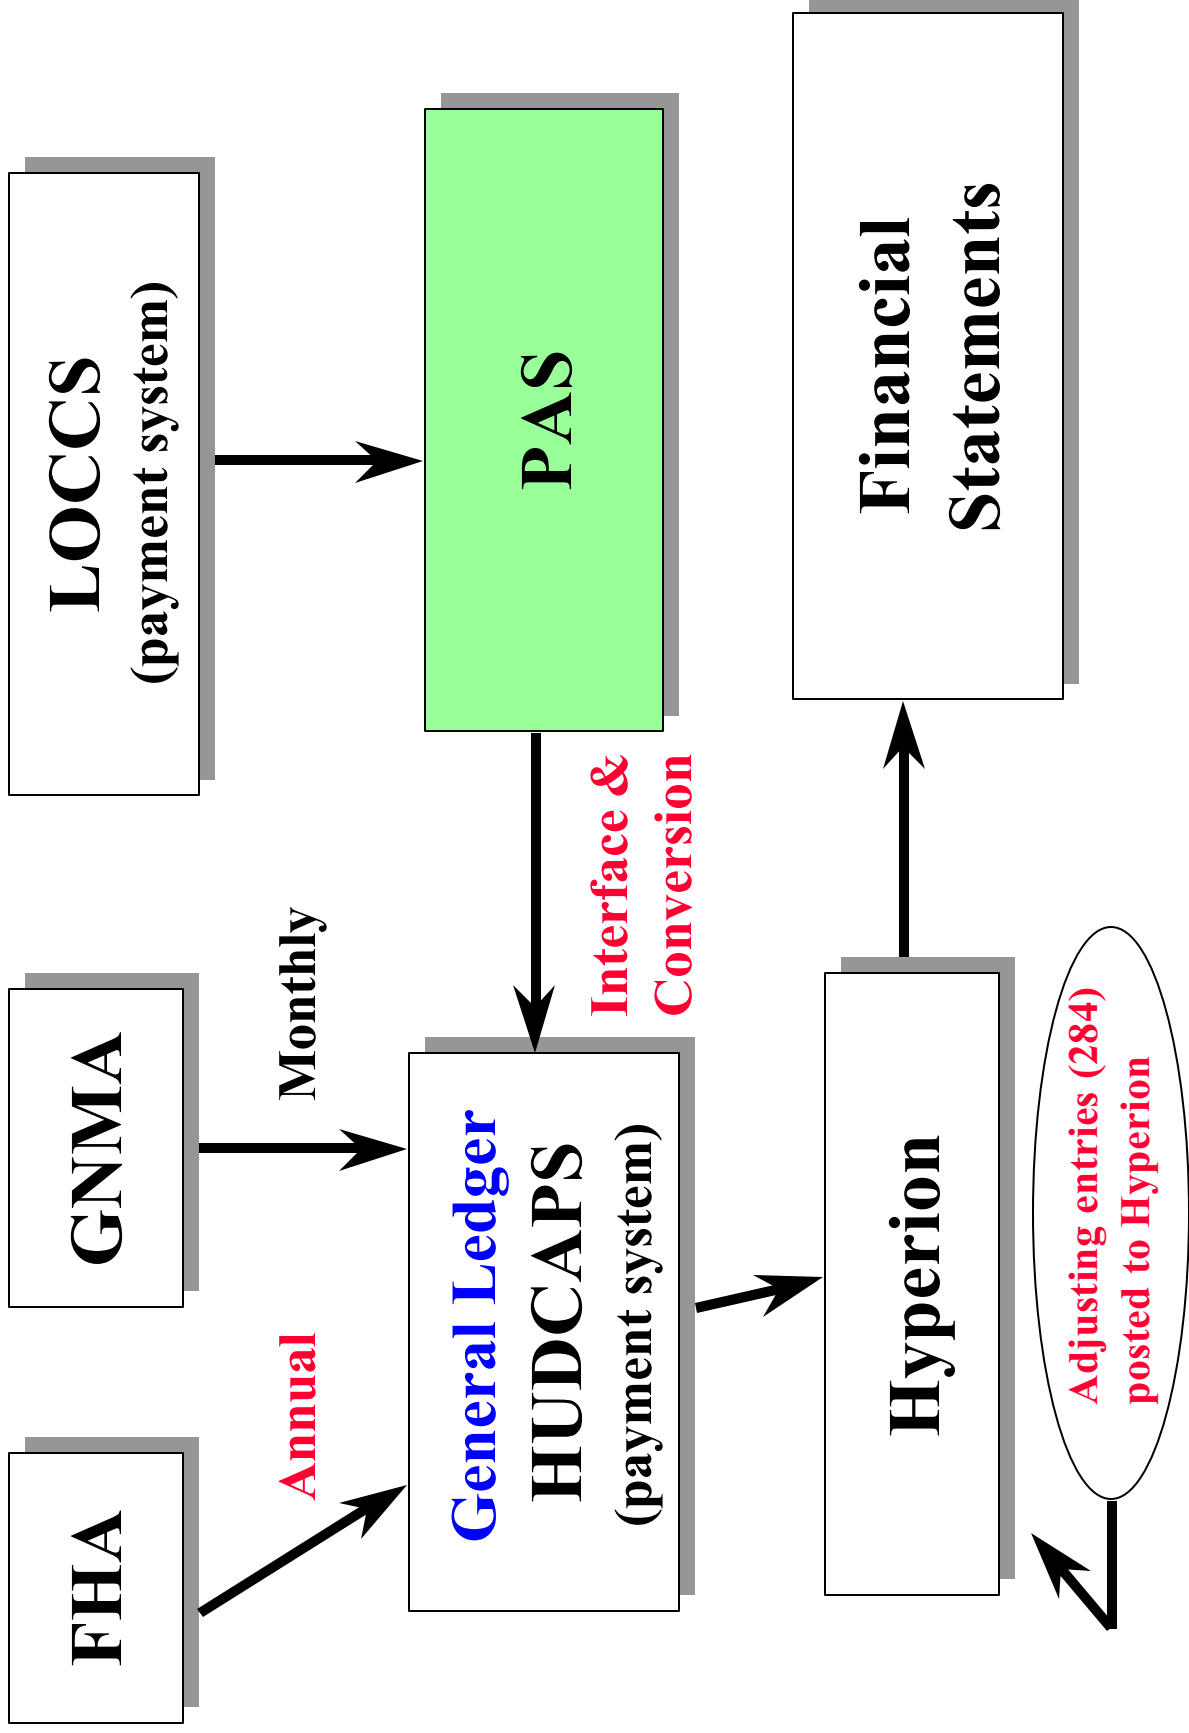 FHA
GNMA
LOCCS
(payment system)
Annual
Monthly
General Ledger
HUDCAPS
(payment system)
PAS
Interface &
Conversion
Hyperion
Financial
Statements
Adjusting entries (284)
posted to Hyperion